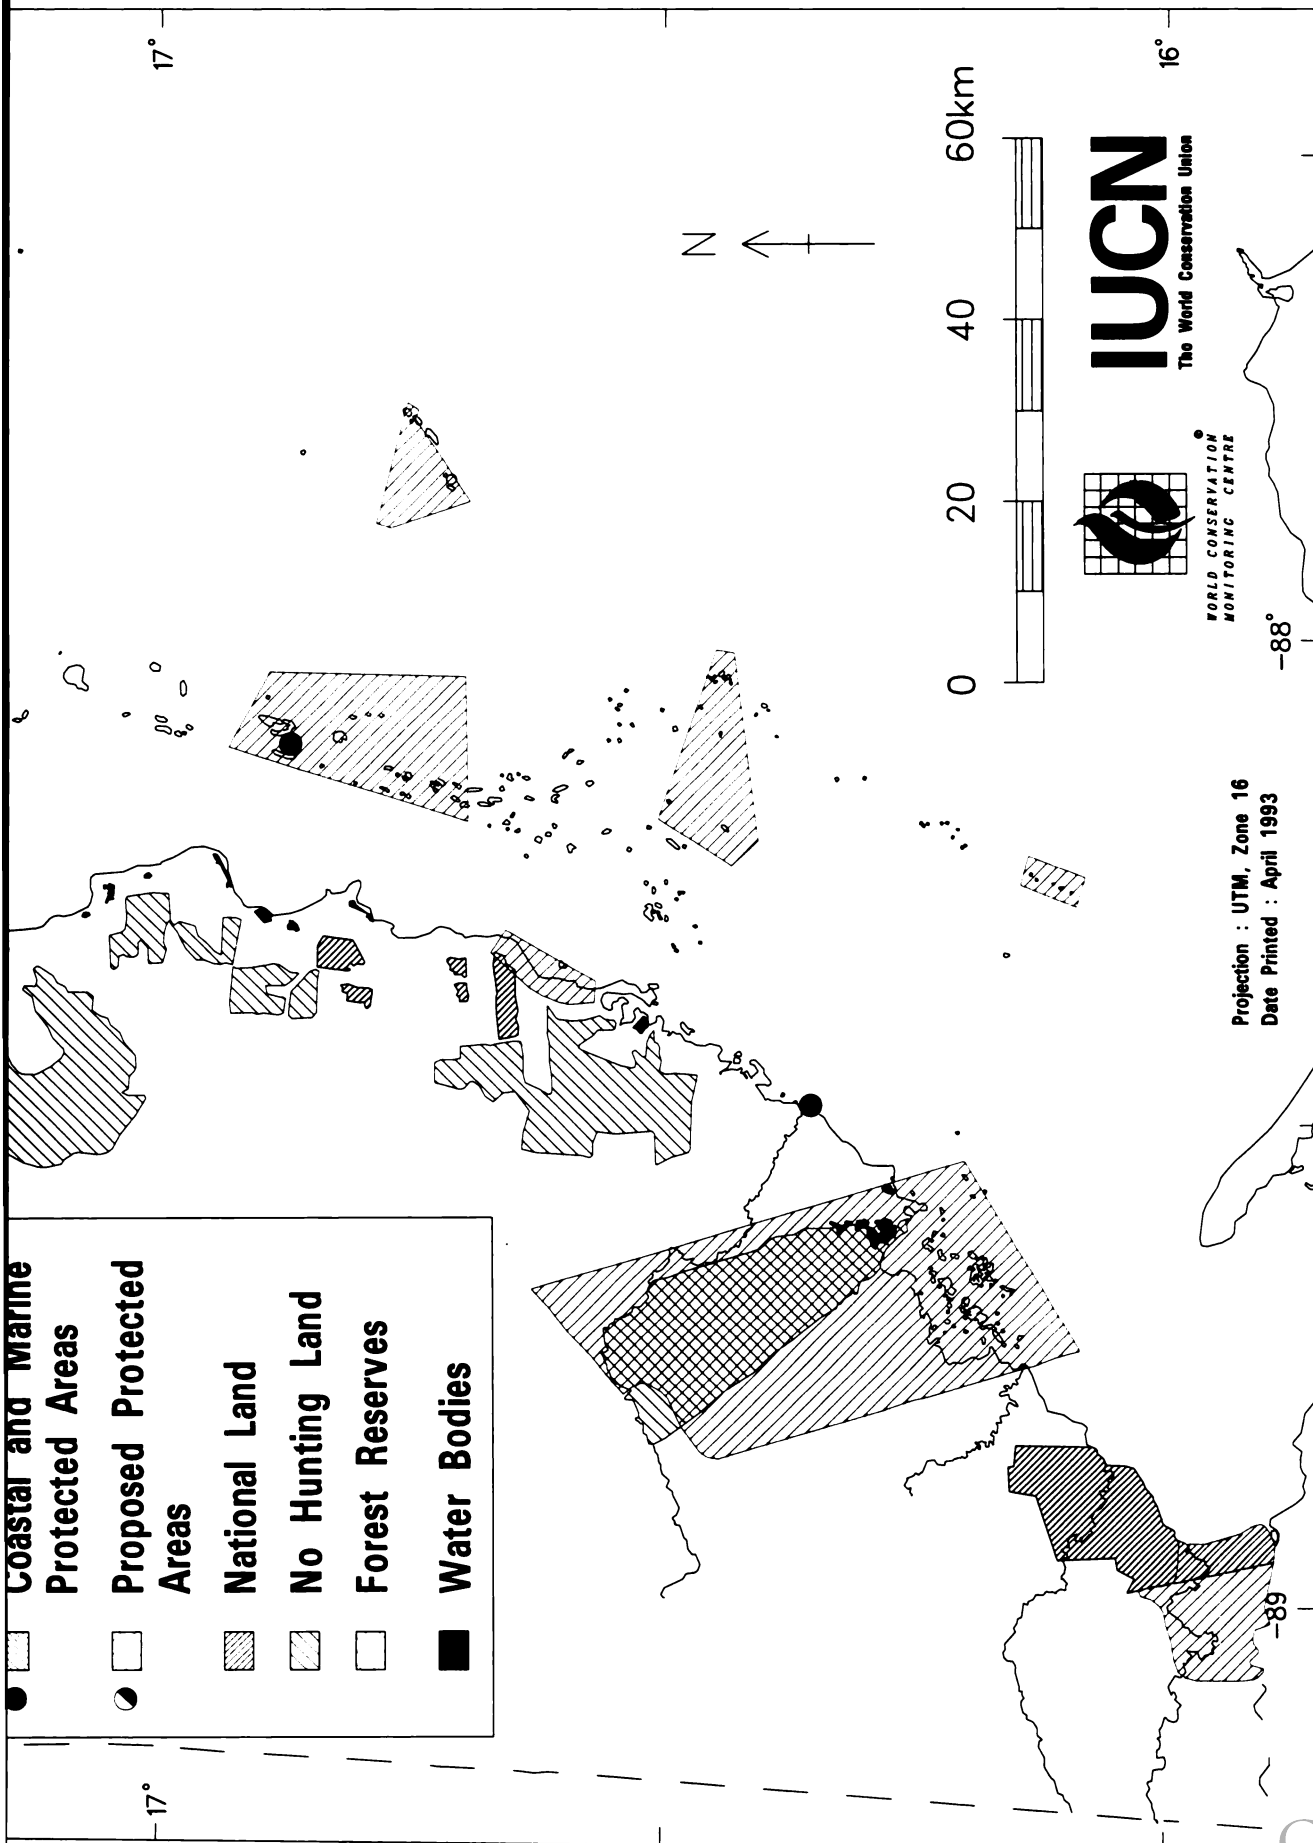 Coastal and Marine
Protected Areas
Proposed Protected
Areas
National Land
No Hunting Land
Forest Reserves
Water Bodies
17°
17°
16°
N
0 20 40 60km
IUCN
The World Conservation Union
WORLD CONSERVATION
MONITORING CENTRE
©
Projection : UTM, Zone 16
Date Printed : April 1993
-88°
-89